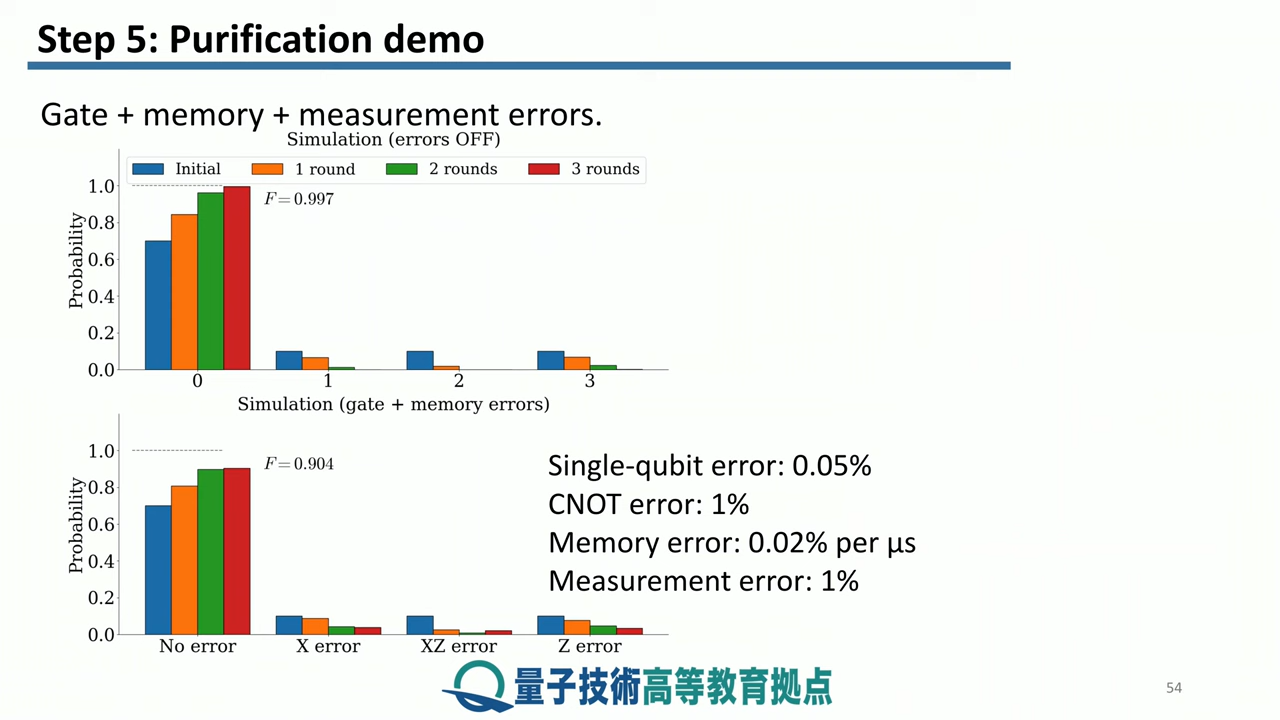 Step 5: Purification demo
Gate + memory + measurement errors.
Simulation (errors OFF)
Initial 1 round 2 rounds 3 rounds
F = 0.997
Probability
1.0
0.8
0.6
0.4
0.2
0.0
0 1 2 3
Simulation (gate + memory errors)
F = 0.904
Probability
1.0
0.8
0.6
0.4
0.2
0.0
No error X error XZ error Z error
Single-qubit error: 0.05%
CNOT error: 1%
Memory error: 0.02% per μs
Measurement error: 1%
量子技術高等教育拠点
54